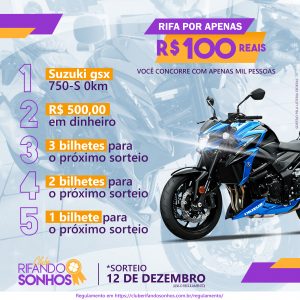 RIFA POR APENAS
R$100 REAIS
VOCÊ CONCORRE COM APENAS MIL PESSOAS
1 Suzuki gsx
750-S 0km
2 R$ 500,00
em dinheiro
3 3 bilhetes para
o próximo sorteio
4 2 bilhetes para
o próximo sorteio
5 1 bilhete para
o próximo sorteio
Clube
RIFANDO
SONHOS
*SORTEIO
12 DE DEZEMBRO
Regulamento em https://cluberifandosonhos.com.br/regulamento/